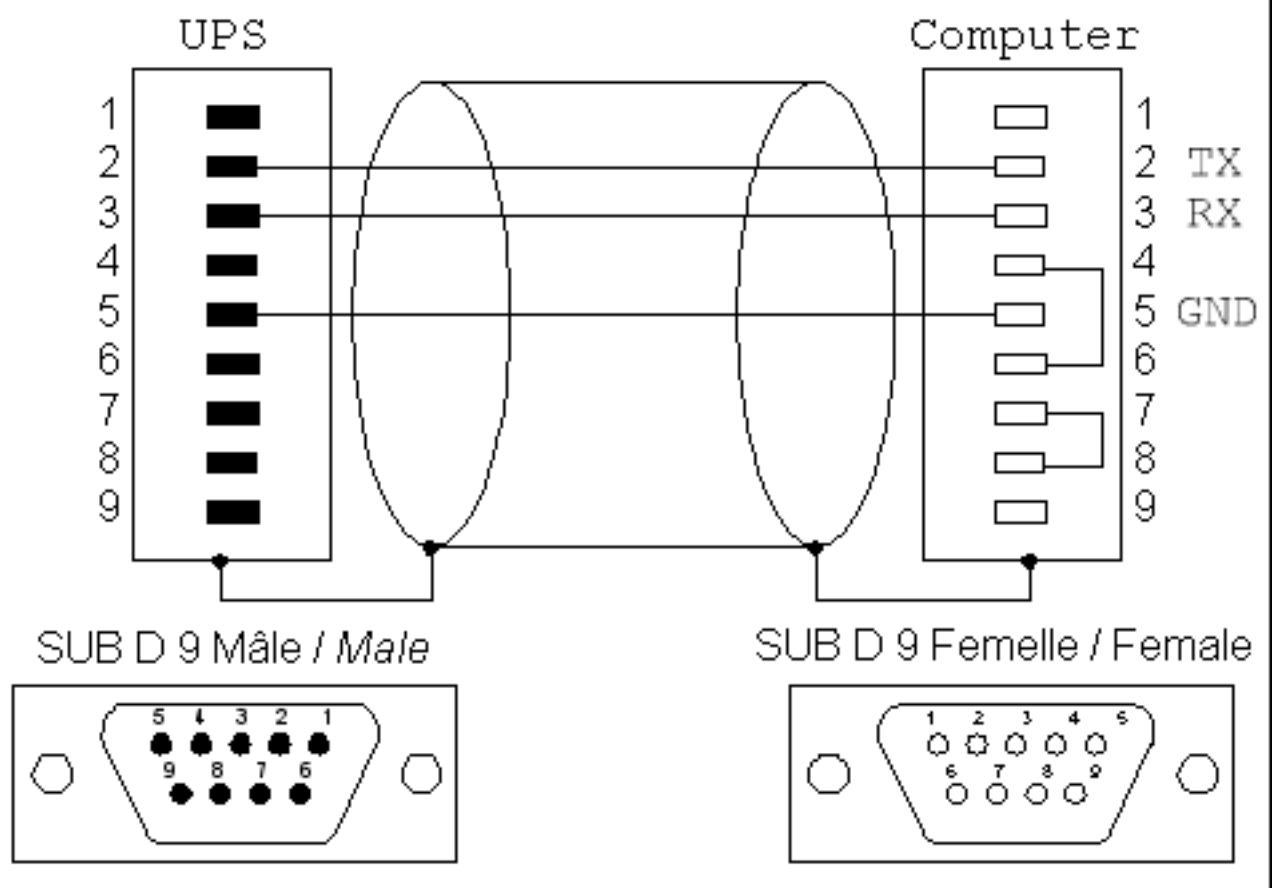 UPS Computer
1 1
2 2 TX
3 3 RX
4 4
5 5 GND
6 6
7 7
8 8
9 9
SUB D 9 Mâle / Male SUB D 9 Femelle / Female
5 4 3 2 1 1 2 3 4 5
9 8 7 6 6 7 8 9